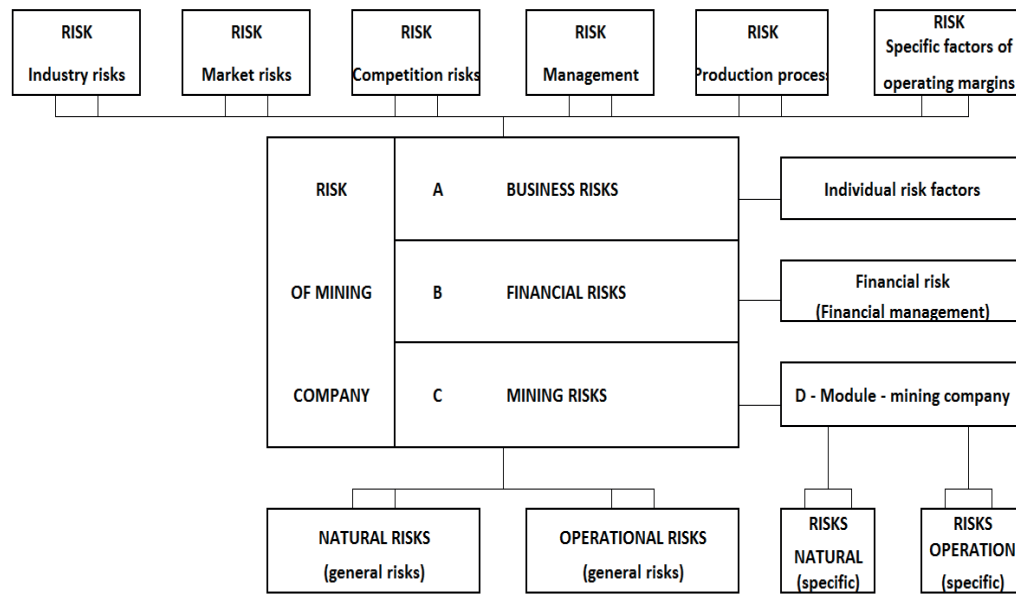 RISK
Industry risks
RISK
Market risks
RISK
Competition risks
RISK
Management
RISK
Production process
RISK
Specific factors of
operating margins
RISK
OF MINING
COMPANY
A BUSINESS RISKS
B FINANCIAL RISKS
C MINING RISKS
Individual risk factors
Financial risk
(Financial management)
D - Module - mining company
NATURAL RISKS
(general risks)
OPERATIONAL RISKS
(general risks)
RISKS
NATURAL
(specific)
RISKS
OPERATION
(specific)